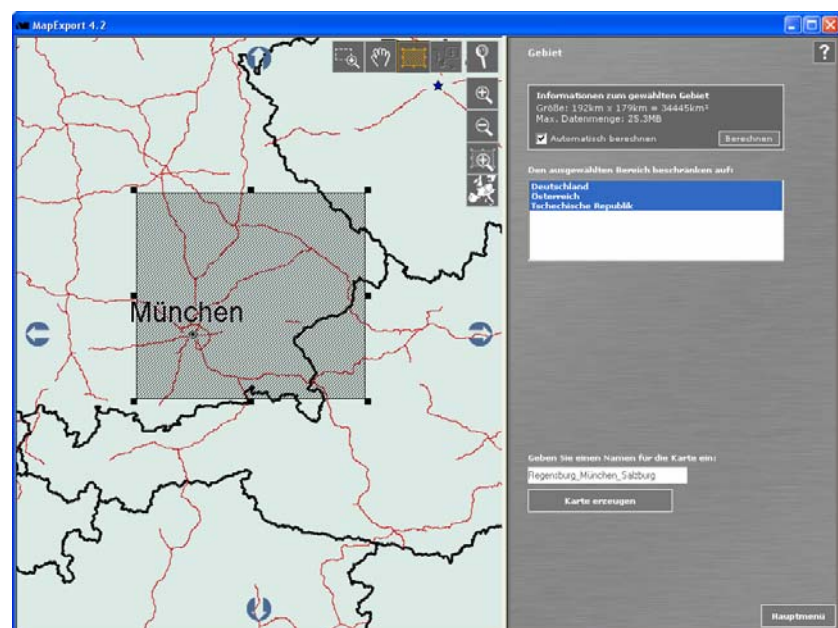 MapExport 4.2
München
Gebiet
?
Informationen zum gewählten Gebiet
Größe: 192km x 179km = 34445km²
Max. Datenmenge: 25.3MB
Automatisch berechnen
Berechnen
Den ausgewählten Bereich beschränken auf:
Deutschland
Österreich
Tschechische Republik
Geben Sie einen Namen für die Karte ein:
Regensburg_München_Salzburg
Karte erzeugen
Hauptmenü